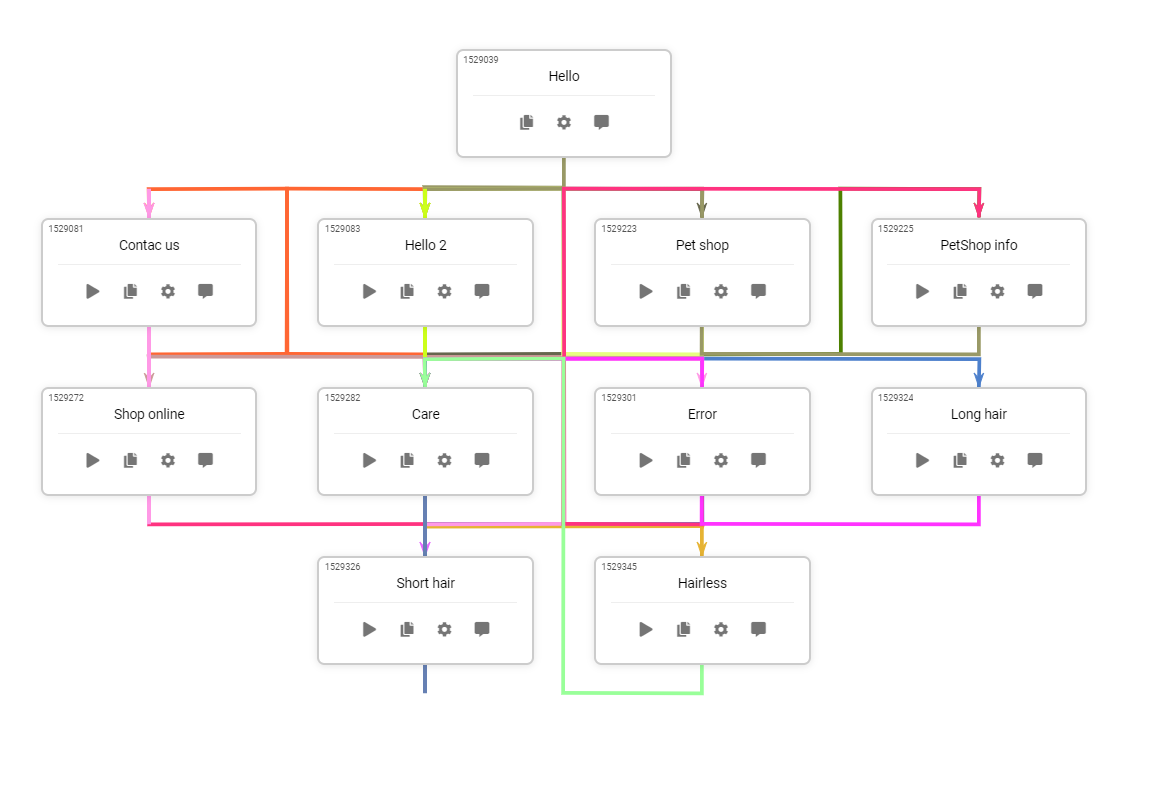 1529039
Hello
1529081
Contac us
1529083
Hello 2
1529223
Pet shop
1529225
PetShop info
1529272
Shop online
1529282
Care
1529301
Error
1529324
Long hair
1529326
Short hair
1529345
Hairless